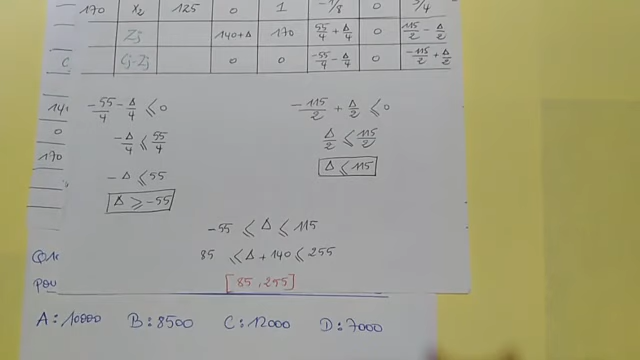 170 X₂ 125 0 1 -1/8 0 3/4
Zj 140+Δ 170 55/4 + Δ/4 0 115/2 - Δ/2
C Cj-Zj 0 0 -55/4 - Δ/4 0 -115/2 + Δ/2
-55/4 - Δ/4 ⩽ 0 -115/2 + Δ/2 ⩽ 0
0 -Δ/4 ⩽ 55/4 Δ/2 ⩽ 115/2
170 -Δ ⩽ 55 Δ ⩽ 115
Δ ⩾ -55
-55 ⩽ Δ ⩽ 115
85 ⩽ Δ + 140 ⩽ 255
[85, 255]
A: 10000 B: 8500 C: 12000 D: 7000